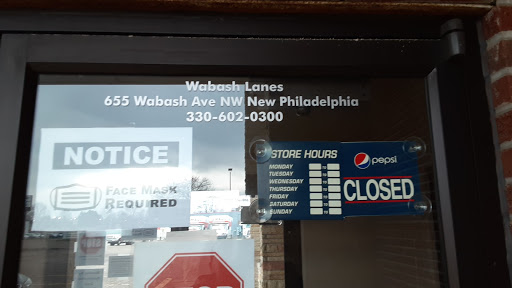 Wabash Lanes
655 Wabash Ave NW New Philadelphia
330-602-0300
NOTICE
FACE MASK
REQUIRED
STORE HOURS
pepsi
MONDAY
TUESDAY
WEDNESDAY
THURSDAY
FRIDAY
SATURDAY
SUNDAY
CLOSED